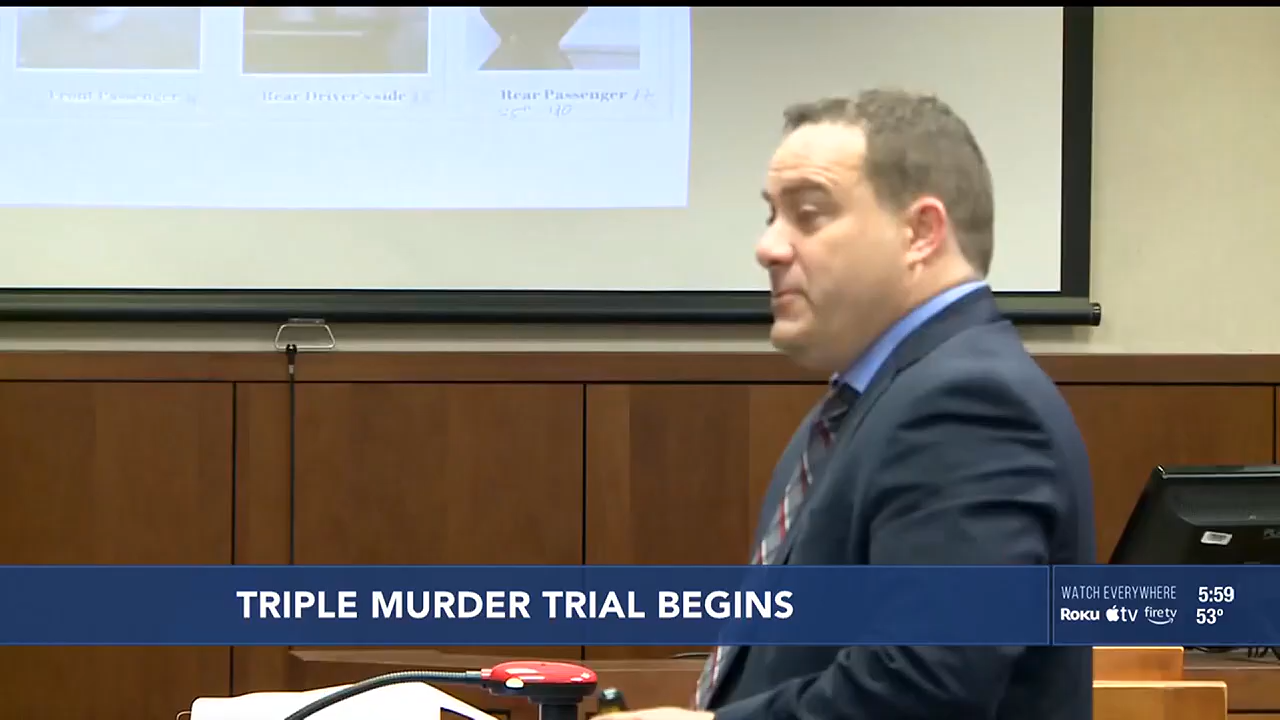 Front Passenger
Rear Driver's side
Rear Passenger
TRIPLE MURDER TRIAL BEGINS
WATCH EVERYWHERE
5:59
Roku tv firetv
53°